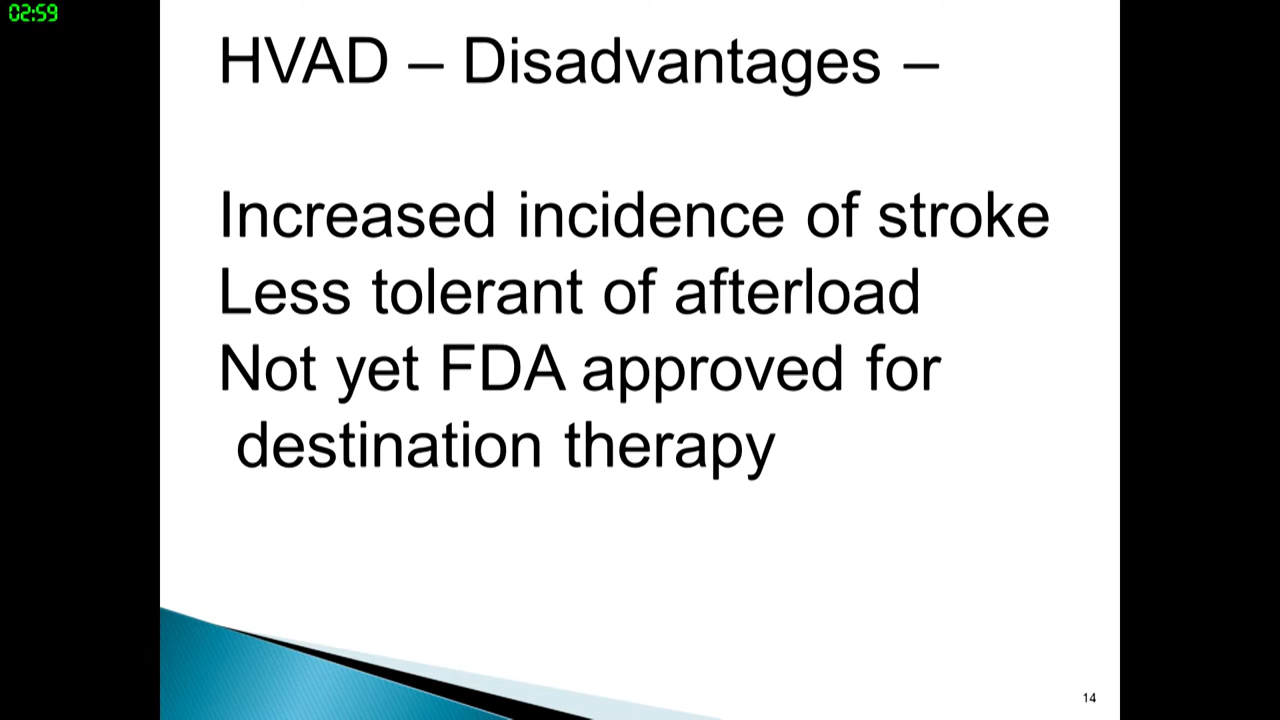 02:59
HVAD – Disadvantages –
Increased incidence of stroke
Less tolerant of afterload
Not yet FDA approved for
destination therapy
14